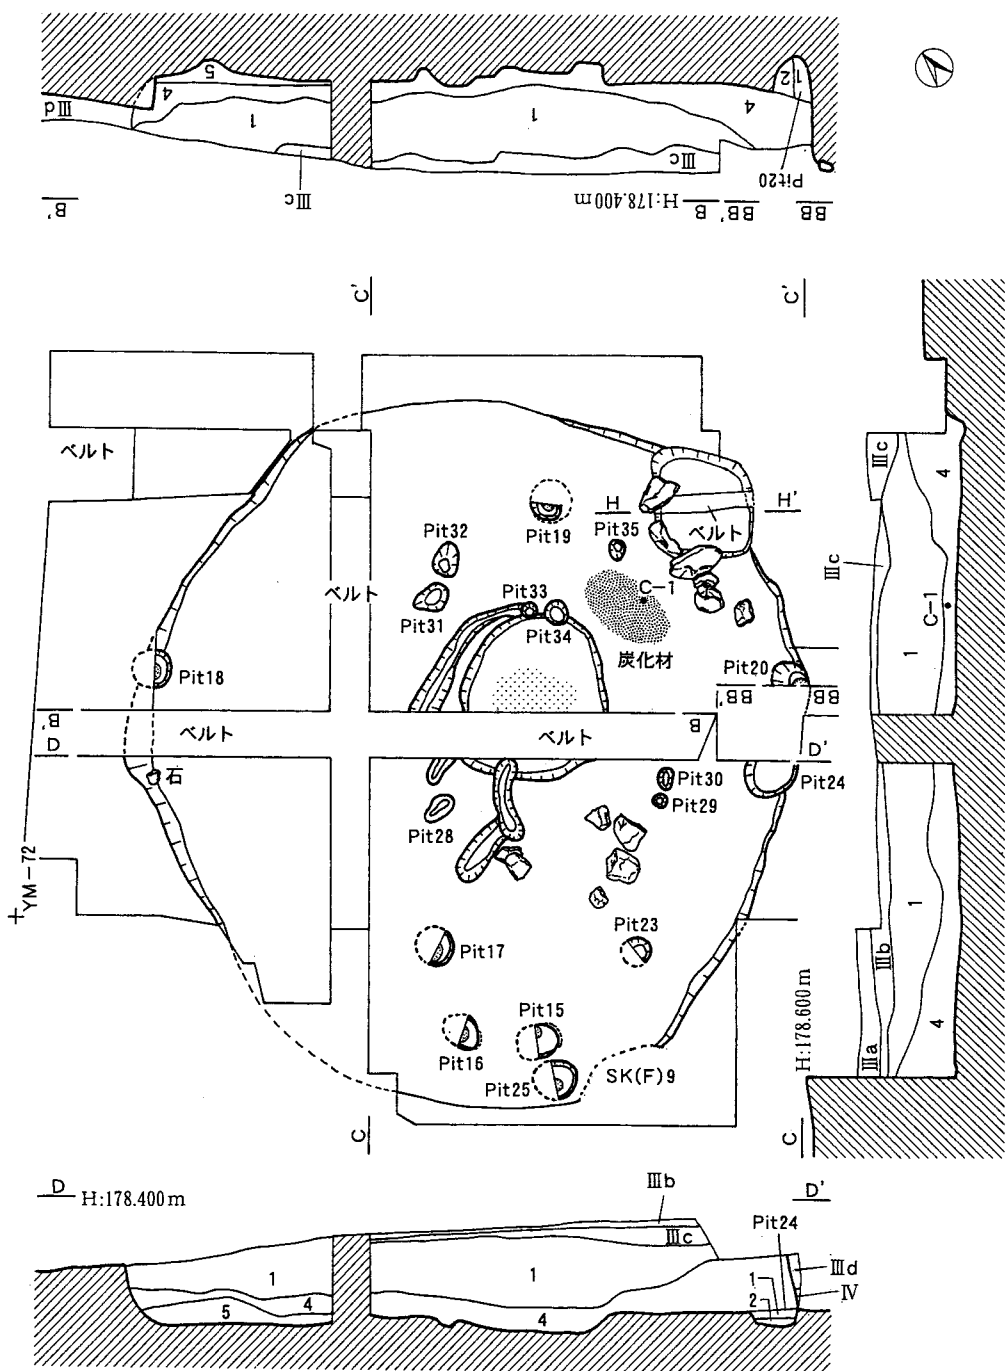 5
4
1
Ⅲd
Ⅲc
1
4
Ⅲc
1
2
Pit20
B'
H:178.400m
B
BB'
BB
C'
C'
ベルト
Pit19
H
H'
Pit35
ベルト
Pit32
ベルト
Pit31
Pit33
Pit34
C-1
炭化材
Pit18
Pit20
BB'
BB
B'
D
ベルト
ベルト
B
D'
石
Pit30
Pit29
Pit24
Pit28
YM-72
Pit17
Pit23
Pit16
Pit15
Pit25
SK(F)9
C
C
Ⅲc
4
Ⅲc
1
C-1
1
Ⅲb
4
Ⅲa
H:178.600m
D
H:178.400m
Ⅲb
D'
Ⅲc
Pit24
1
1
1
2
Ⅲd
Ⅳ
5
4
4